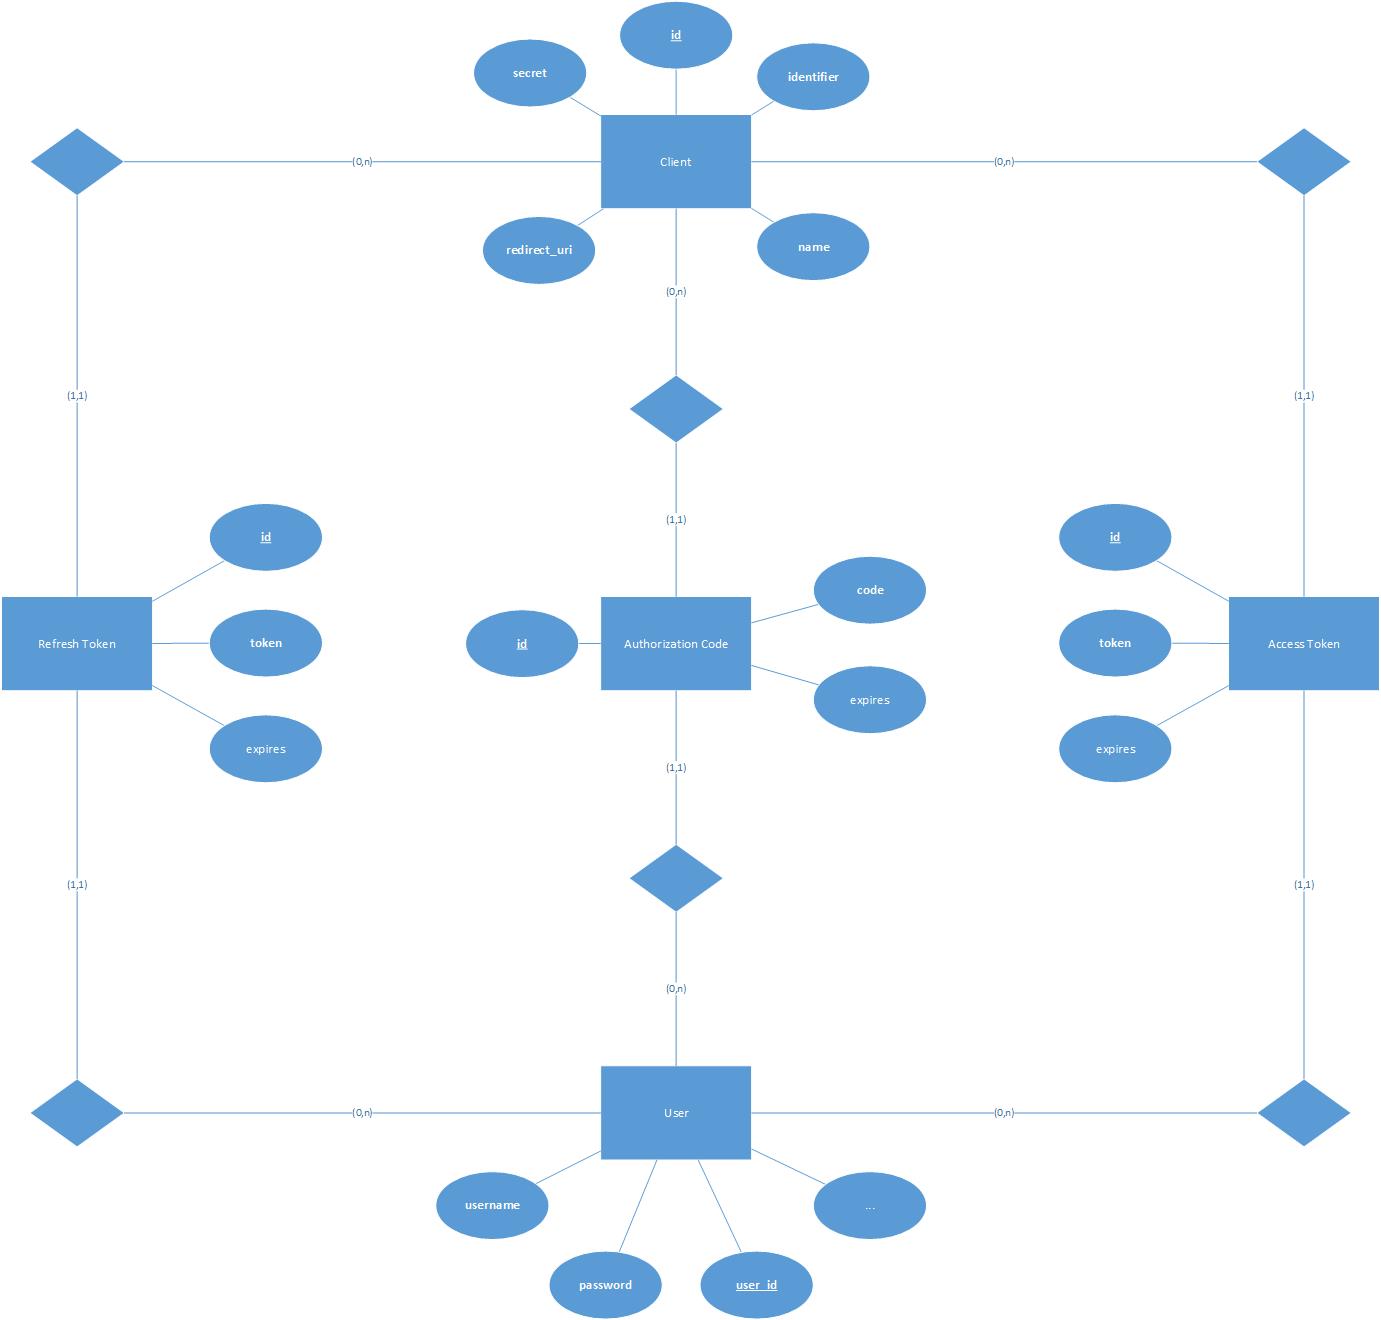 id
secret
identifier
Client
(0,n)
(0,n)
redirect_uri
name
(0,n)
(1,1)
(1,1)
(1,1)
id
id
code
Refresh Token
token
id
Authorization Code
token
Access Token
expires
expires
expires
(1,1)
(1,1)
(1,1)
(0,n)
(0,n)
User
(0,n)
username
...
password
user_id